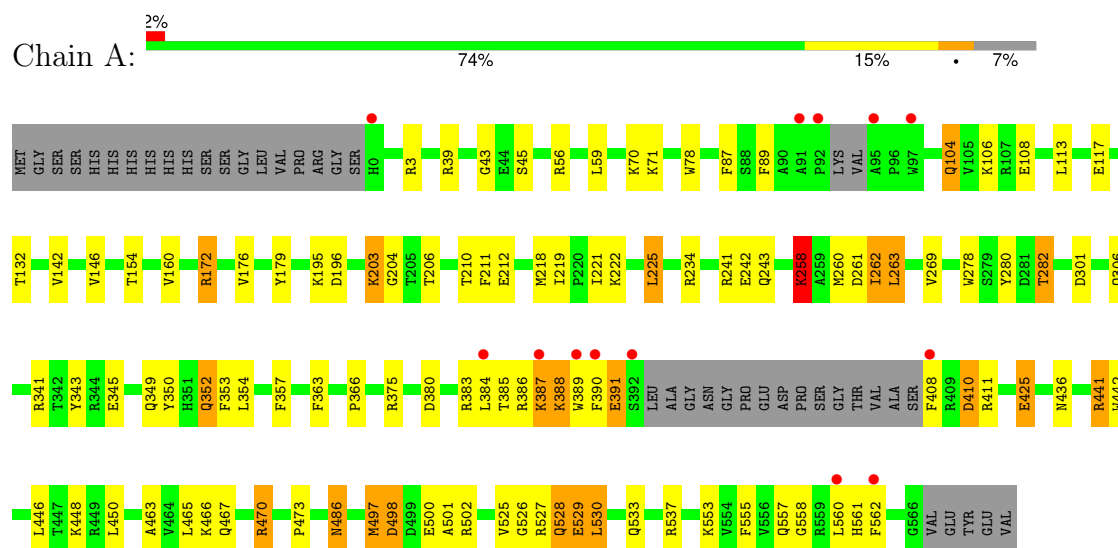 2%
Chain A:
74% 15% • 7%
MET GLY SER SER HIS HIS HIS HIS HIS HIS HIS HIS SER SER GLY LEU VAL PRO ARG GLY SER H0 R3 R39 G43 E44 S45 R56 L59 K70 K71 W78 F87 S88 F89 A90 A91 P92 LYS VAL A95 P96 W97 Q104 V105 K106 R107 E108 L113 E117
T132 V142 V146 T154 V160 R172 V176 Y179 K195 D196 K203 G204 T205 T206 T210 F211 E212 M218 I219 P220 I221 K222 L225 R234 R241 E242 Q243 K258 A259 M260 D261 I262 L263 V269 W278 S279 Y280 D281 T282 D301
R341 T342 Y343 R344 E345 Q349 Y350 H351 Q352 F353 L354 F357 F363 P366 R375 D380 R383 L384 T385 R386 K387 K388 W389 F390 E391 S392 LEU ALA GLY ASN GLY PRO GLU ASP PRO SER GLY THR VAL ALA SER F408 R409 D410 R411 E425 N436 R441 W442
L446 T447 K448 R449 L450 A463 V464 L465 K466 Q467 R470 P473 N486 M497 D498 D499 E500 A501 R502 V525 G526 R527 Q528 E529 L530 Q533 R537 K553 V554 F555 V556 Q557 G558 R559 L560 H561 F562 G566 VAL GLU TYR GLU VAL